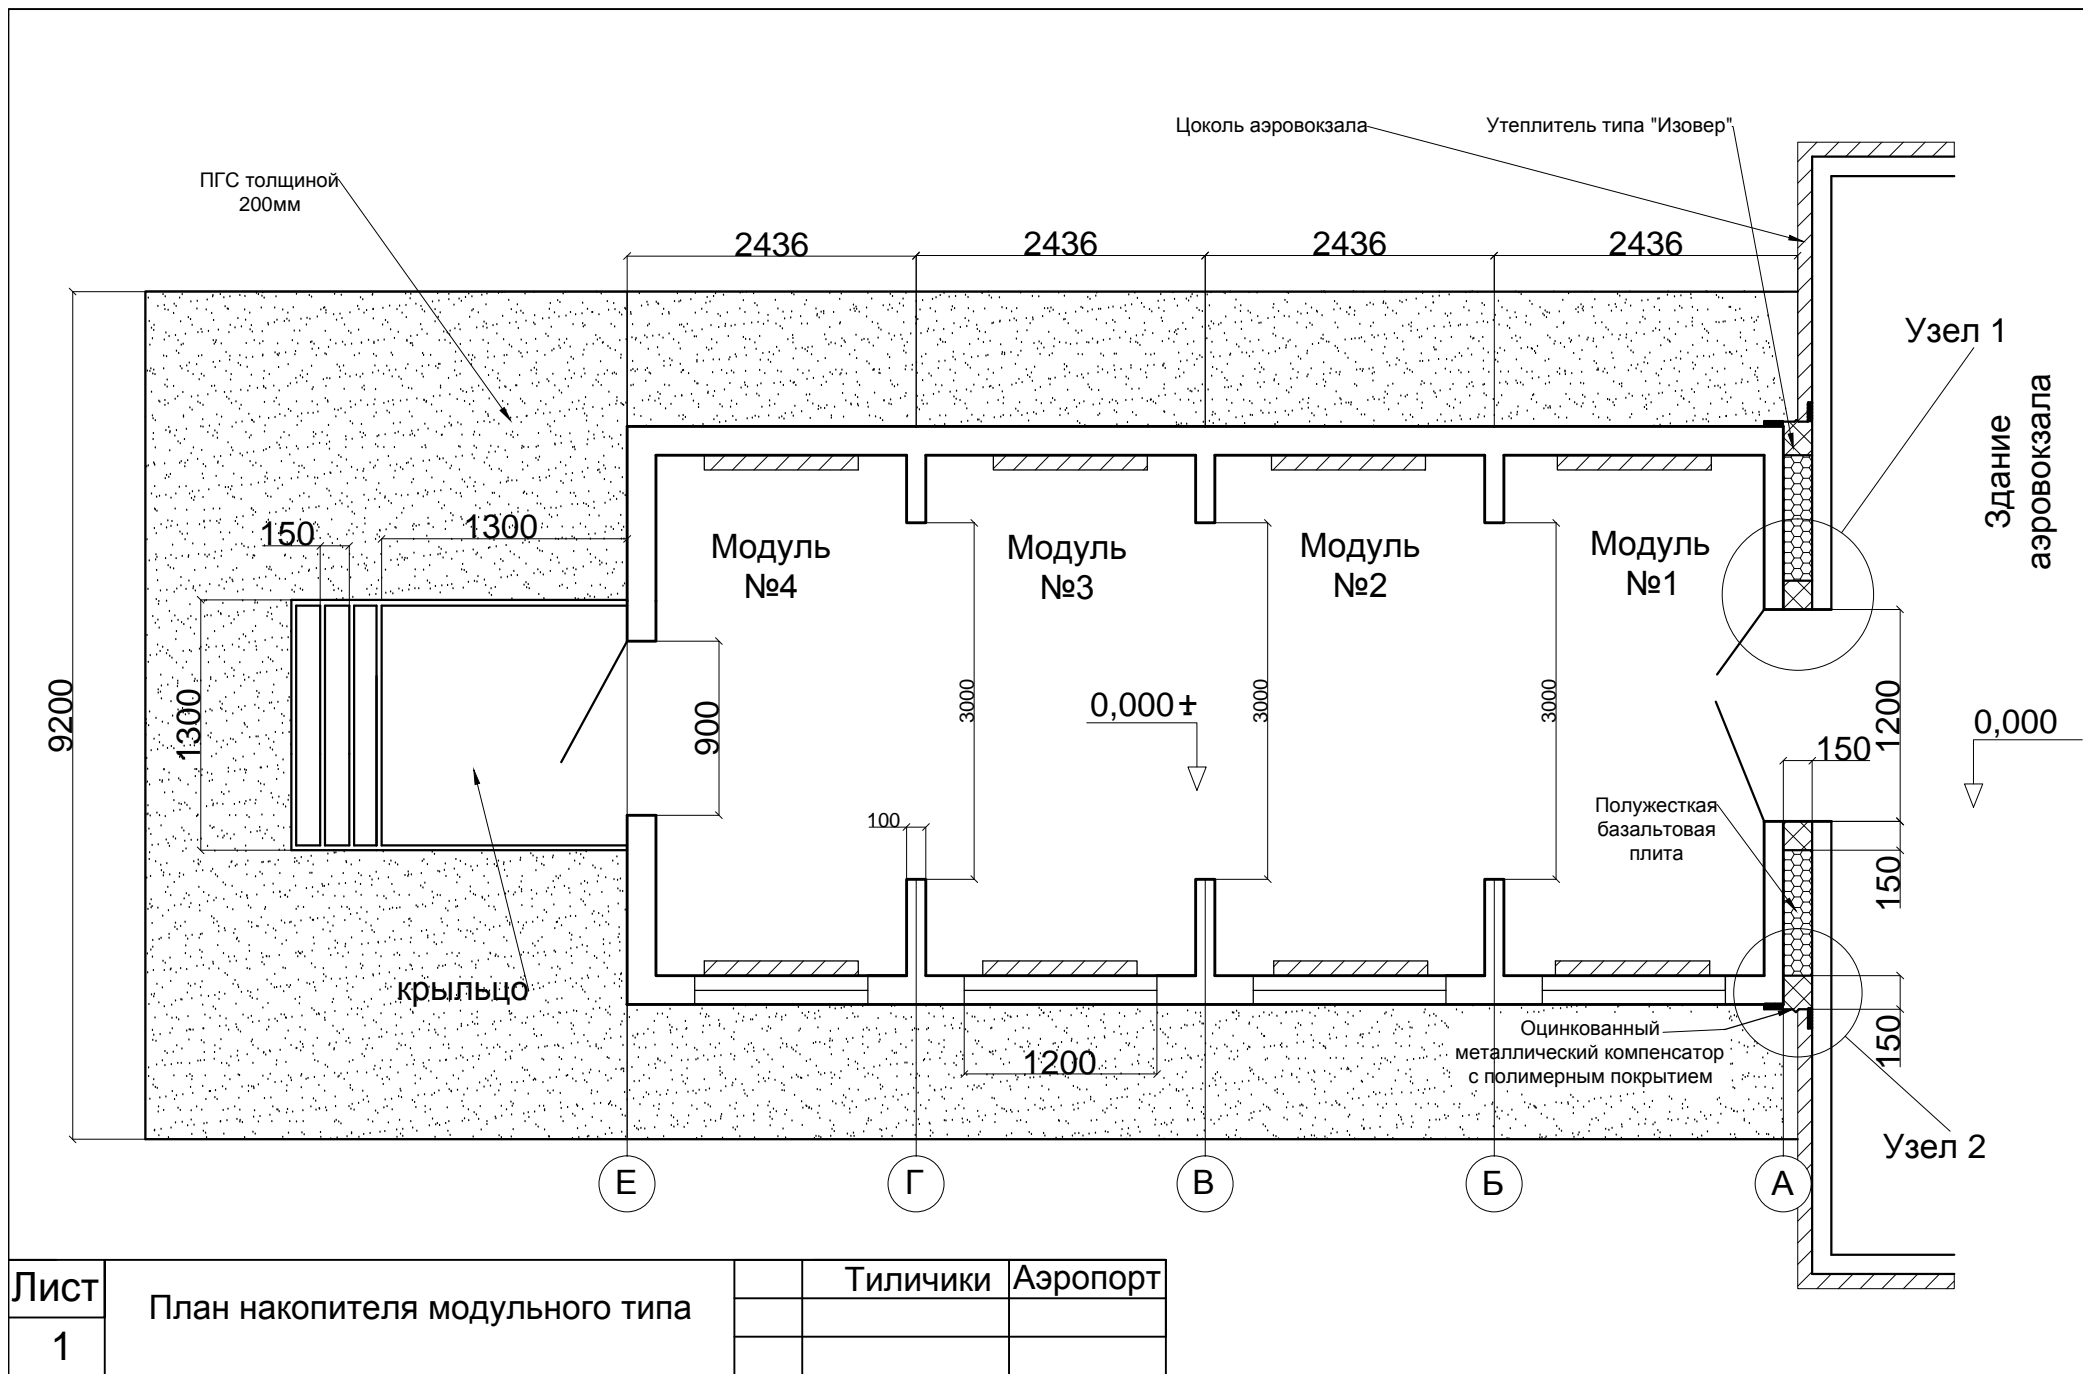 Цоколь аэровокзала
Утеплитель типа "Изовер"
ПГС толщиной
200мм
2436
2436
2436
2436
Узел 1
Здание
аэровокзала
150
1300
Модуль
№4
Модуль
№3
Модуль
№2
Модуль
№1
9200
1300
900
3000
0,000±
3000
3000
1200
0,000
150
100
Полужесткая
базальтовая
плита
150
крыльцо
1200
Оцинкованный
металлический компенсатор
с полимерным покрытием
150
Узел 2
Е
Г
В
Б
А
Лист
1
План накопителя модульного типа
Тиличики
Аэропорт